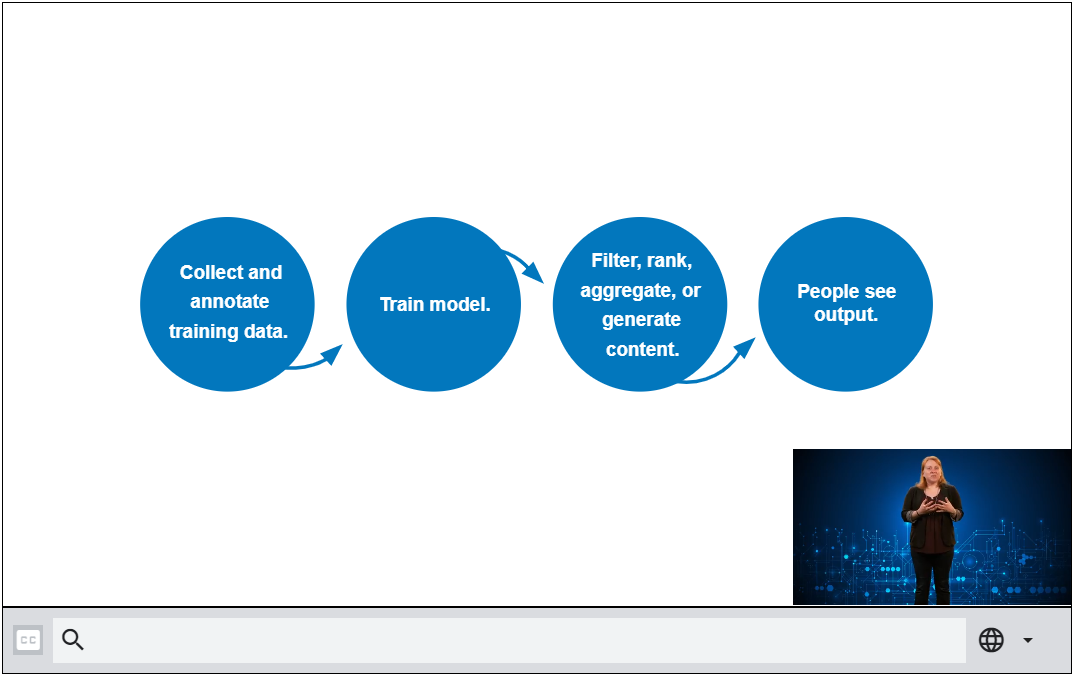 Collect and
annotate
training data.
Train model.
Filter, rank,
aggregate, or
generate
content.
People see
output.
CC